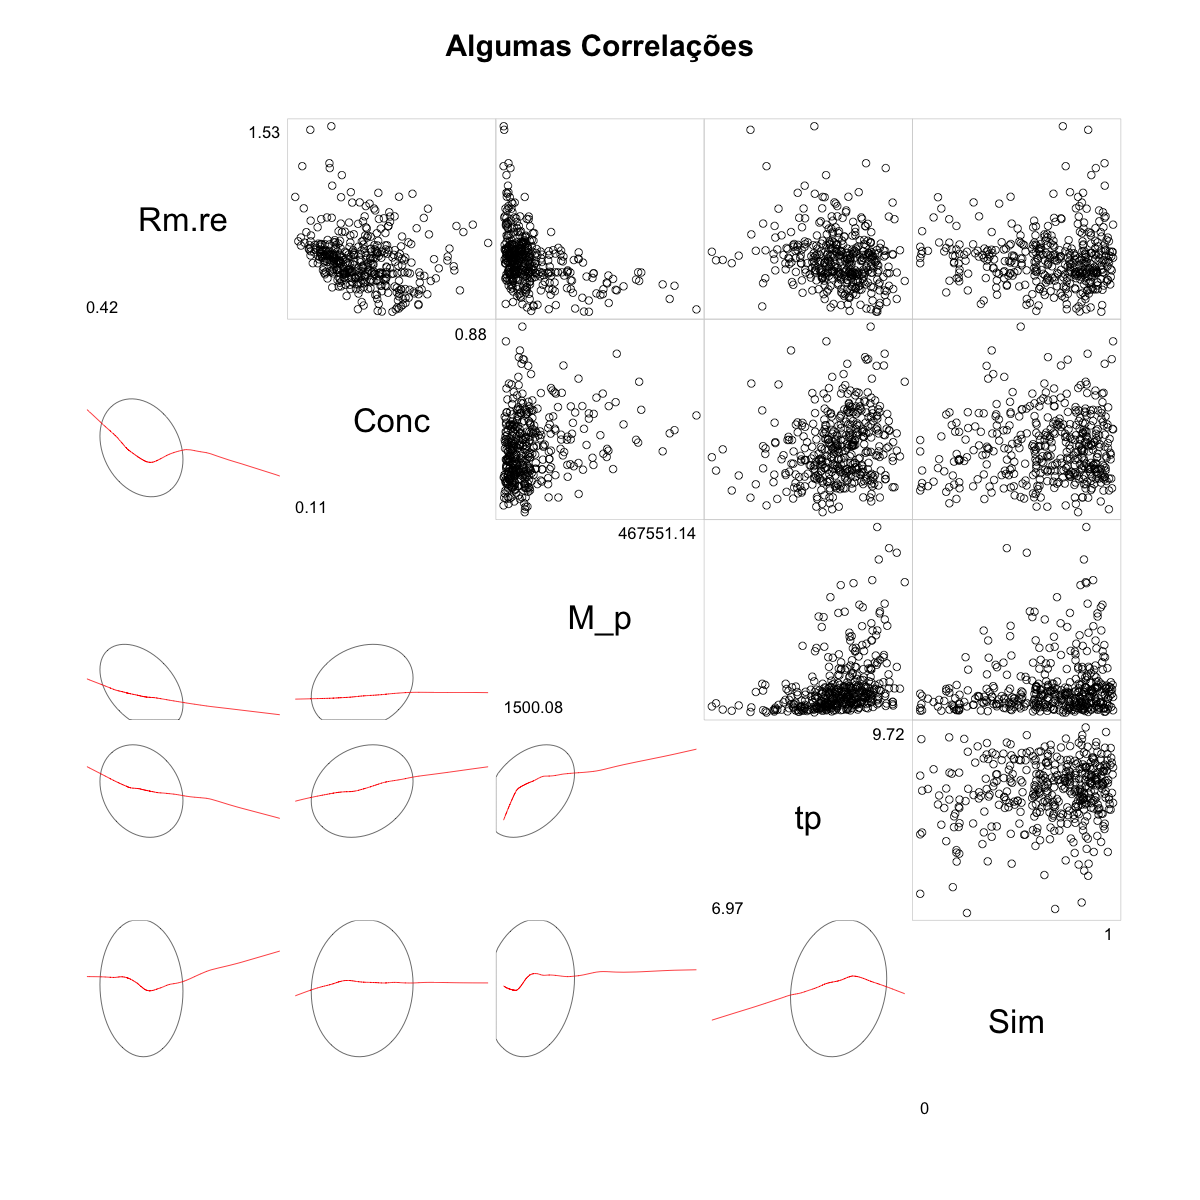 Algumas Correlações
1.53
Rm.re
0.42
0.88
Conc
0.11
467551.14
M_p
1500.08
9.72
tp
6.97
1
Sim
0